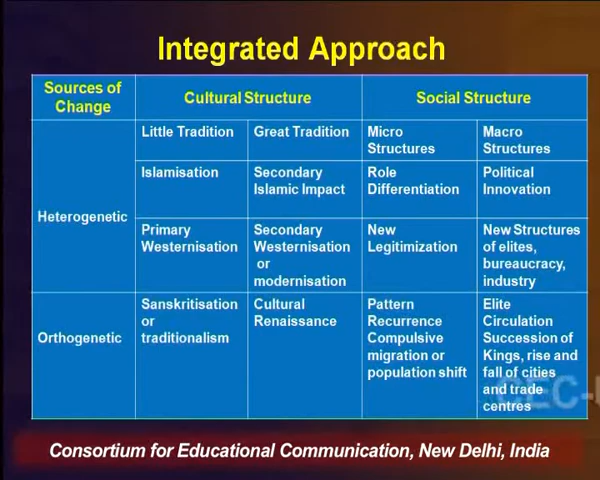 Integrated Approach
Sources of
Change
Cultural Structure
Social Structure
Little Tradition
Great Tradition
Micro
Structures
Macro
Structures
Heterogenetic
Islamisation
Secondary
Islamic Impact
Role
Differentiation
Political
Innovation
Primary
Westernisation
Secondary
Westernisation
or
modernisation
New
Legitimization
New Structures
of elites,
bureaucracy,
industry
Orthogenetic
Sanskritisation
or
traditionalism
Cultural
Renaissance
Pattern
Recurrence
Compulsive
migration or
population shift
Elite
Circulation
Succession of
Kings, rise and
fall of cities
and trade
centres
Consortium for Educational Communication, New Delhi, India